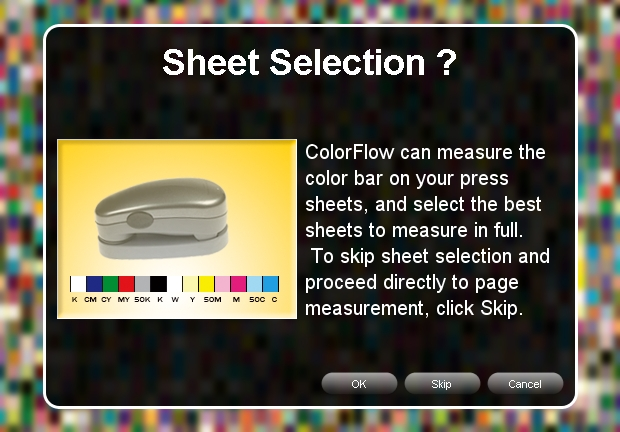 Sheet Selection ?
ColorFlow can measure the
color bar on your press
sheets, and select the best
sheets to measure in full.
To skip sheet selection and
proceed directly to page
measurement, click Skip.
K CM CY MY 50K K W Y 50M M 50C C
OK Skip Cancel